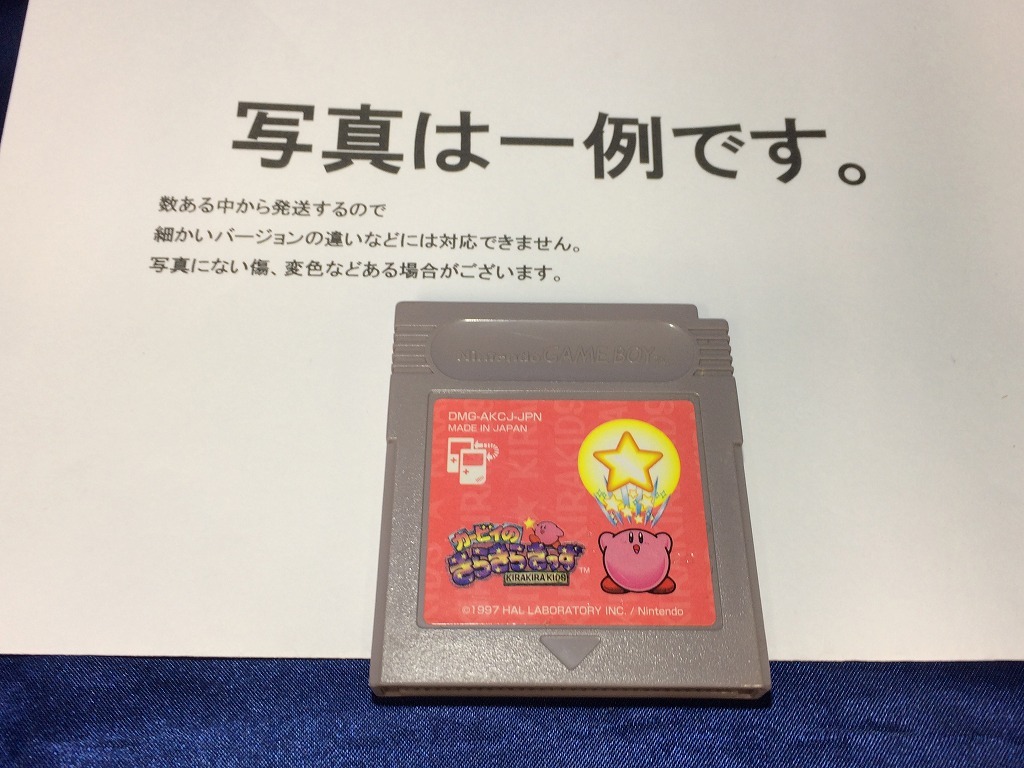 写真は一例です。
数ある中から発送するので
細かいバージョンの違いなどには対応できません。
写真にない傷、変色などある場合がございます。
Nintendo GAME BOY
DMG-AKCJ-JPN
MADE IN JAPAN
カービィの
きらきらきっず
™
KIRAKIRA KIDS
©1997 HAL LABORATORY INC. / Nintendo